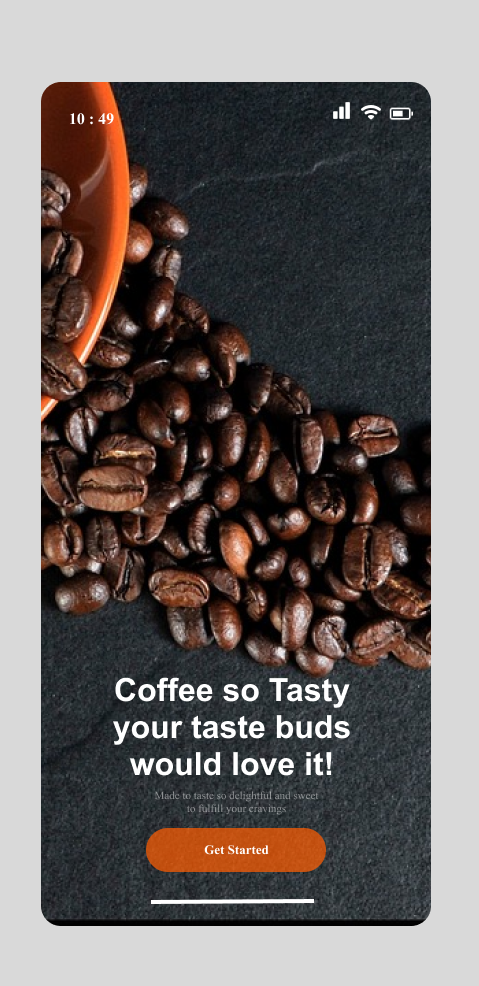 10 : 49
Coffee so Tasty
your taste buds
would love it!
Made to taste so delightful and sweet
to fulfill your cravings
Get Started